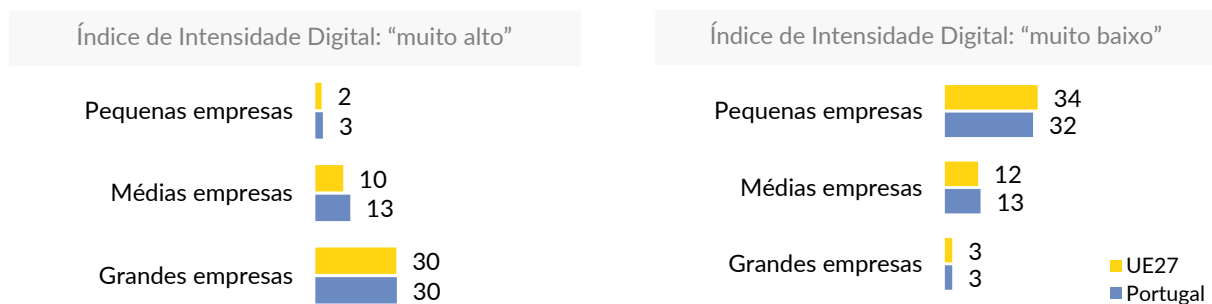 Índice de Intensidade Digital: “muito alto”
Pequenas empresas
2
3
Médias empresas
10
13
Grandes empresas
30
30
Índice de Intensidade Digital: “muito baixo”
Pequenas empresas
34
32
Médias empresas
12
13
Grandes empresas
3
3
UE27
Portugal